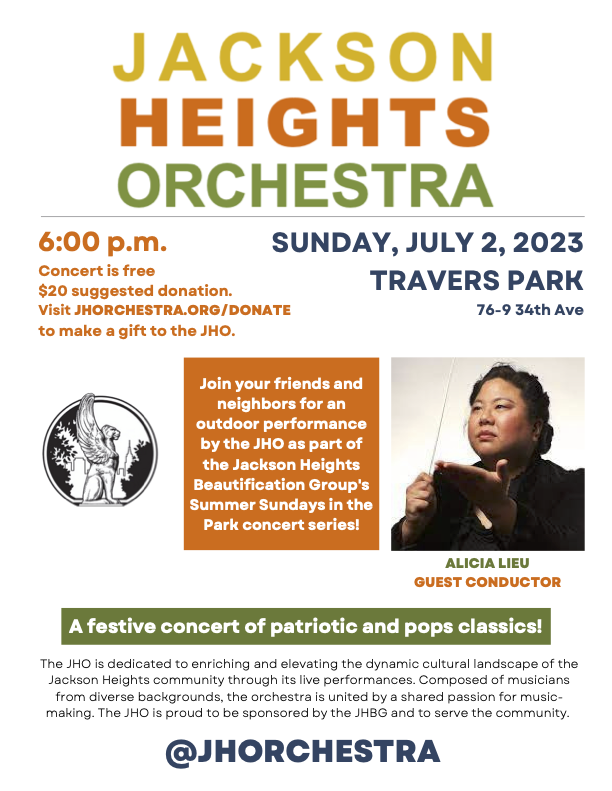 JACKSON
HEIGHTS
ORCHESTRA
6:00 p.m.
Concert is free
$20 suggested donation.
Visit JHORCHESTRA.ORG/DONATE
to make a gift to the JHO.
SUNDAY, JULY 2, 2023
TRAVERS PARK
76-9 34th Ave
Join your friends and
neighbors for an
outdoor performance
by the JHO as part of
the Jackson Heights
Beautification Group's
Summer Sundays in the
Park concert series!
ALICIA LIEU
GUEST CONDUCTOR
A festive concert of patriotic and pops classics!
The JHO is dedicated to enriching and elevating the dynamic cultural landscape of the
Jackson Heights community through its live performances. Composed of musicians
from diverse backgrounds, the orchestra is united by a shared passion for music-
making. The JHO is proud to be sponsored by the JHBG and to serve the community.
@JHORCHESTRA